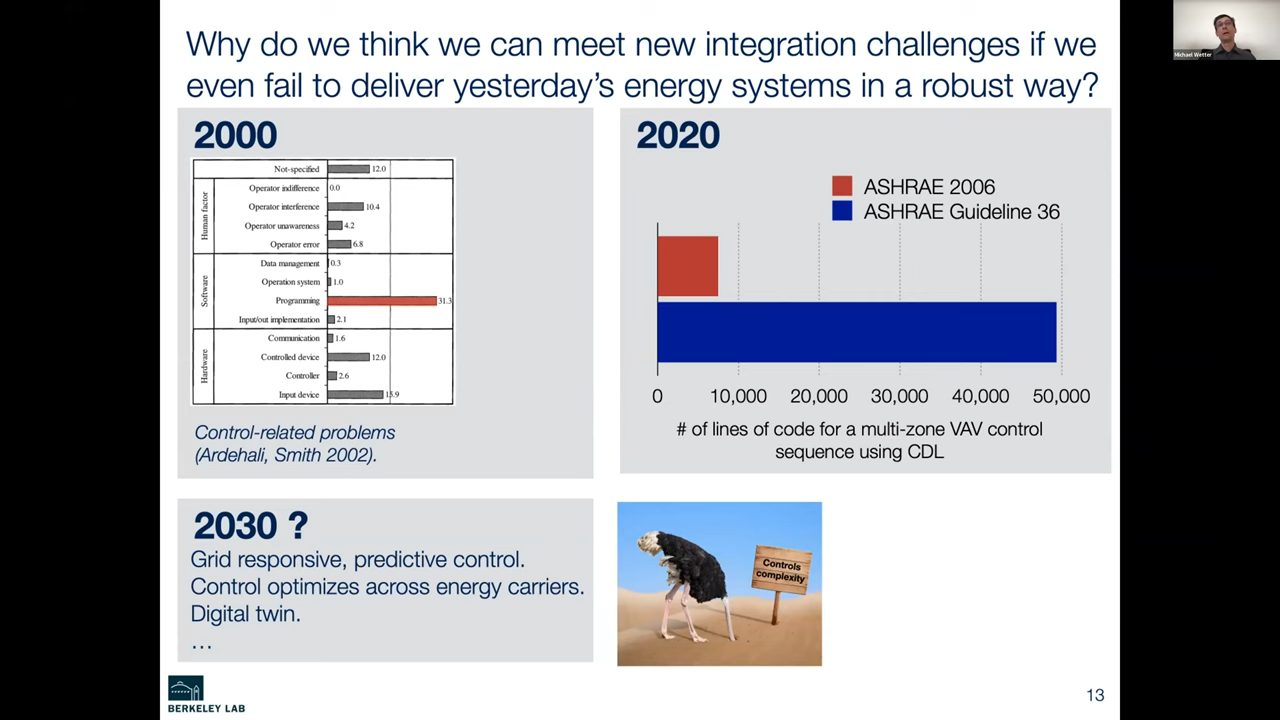 Why do we think we can meet new integration challenges if we
even fail to deliver yesterday's energy systems in a robust way?
Michael Wetter
2000
Not-specified 12.0
Human factor
Operator indifference 0.0
Operator interference 10.4
Operator unawareness 4.2
Operator error 6.8
Software
Data management 0.3
Operation system 1.0
Programming 31.3
Input/out implementation 2.1
Hardware
Communication 1.6
Controlled device 12.0
Controller 2.6
Input device 15.9
Control-related problems
(Ardehali, Smith 2002).
2020
ASHRAE 2006
ASHRAE Guideline 36
0 10,000 20,000 30,000 40,000 50,000
# of lines of code for a multi-zone VAV control
sequence using CDL
2030 ?
Grid responsive, predictive control.
Control optimizes across energy carriers.
Digital twin.
…
Controls
complexity
BERKELEY LAB
13